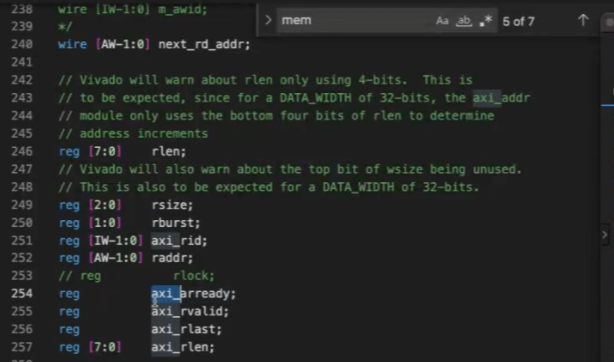 238 wire [IW-1:0] m_awid;
mem Aa ab .* 5 of 7
239 */
240 wire [AW-1:0] next_rd_addr;
241
242 // Vivado will warn about rlen only using 4-bits.  This is
243 // to be expected, since for a DATA_WIDTH of 32-bits, the axi_addr
244 // module only uses the bottom four bits of rlen to determine
245 // address increments
246 reg [7:0] rlen;
247 // Vivado will also warn about the top bit of wsize being unused.
248 // This is also to be expected for a DATA_WIDTH of 32-bits.
249 reg [2:0] rsize;
250 reg [1:0] rburst;
251 reg [IW-1:0] axi_rid;
252 reg [AW-1:0] raddr;
253 // reg rlock;
254 reg axi_arready;
255 reg axi_rvalid;
256 reg axi_rlast;
257 reg [7:0] axi_rlen;